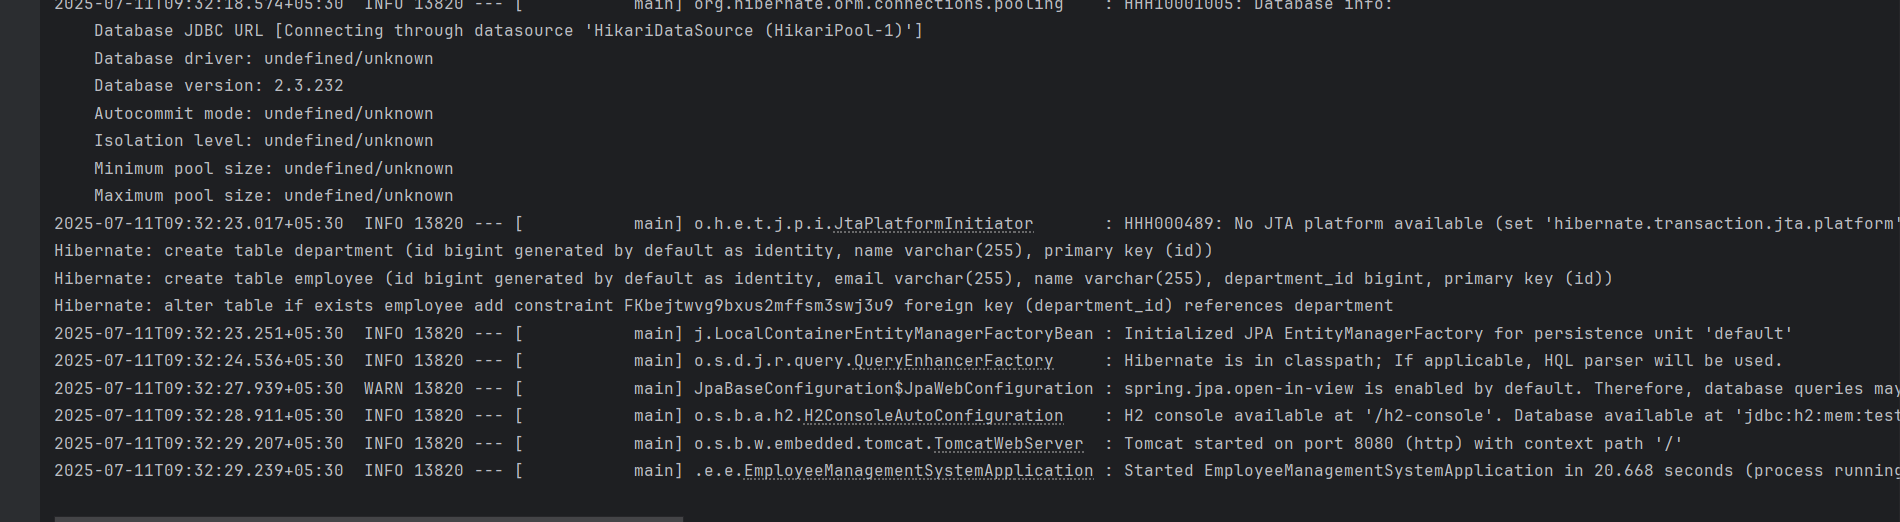 2025-07-11T09:32:18.574+05:30  INFO 13820 --- [           main] org.hibernate.orm.connections.pooling    : HHH10001005: Database info:
    Database JDBC URL [Connecting through datasource 'HikariDataSource (HikariPool-1)']
    Database driver: undefined/unknown
    Database version: 2.3.232
    Autocommit mode: undefined/unknown
    Isolation level: undefined/unknown
    Minimum pool size: undefined/unknown
    Maximum pool size: undefined/unknown
2025-07-11T09:32:23.017+05:30  INFO 13820 --- [           main] o.h.e.t.j.p.i.JtaPlatformInitiator       : HHH000489: No JTA platform available (set 'hibernate.transaction.jta.platform'
Hibernate: create table department (id bigint generated by default as identity, name varchar(255), primary key (id))
Hibernate: create table employee (id bigint generated by default as identity, email varchar(255), name varchar(255), department_id bigint, primary key (id))
Hibernate: alter table if exists employee add constraint FKbejtwvg9bxus2mffsm3swj3u9 foreign key (department_id) references department
2025-07-11T09:32:23.251+05:30  INFO 13820 --- [           main] j.LocalContainerEntityManagerFactoryBean : Initialized JPA EntityManagerFactory for persistence unit 'default'
2025-07-11T09:32:24.536+05:30  INFO 13820 --- [           main] o.s.d.j.r.query.QueryEnhancerFactory     : Hibernate is in classpath; If applicable, HQL parser will be used.
2025-07-11T09:32:27.939+05:30  WARN 13820 --- [           main] JpaBaseConfiguration$JpaWebConfiguration : spring.jpa.open-in-view is enabled by default. Therefore, database queries may
2025-07-11T09:32:28.911+05:30  INFO 13820 --- [           main] o.s.b.a.h2.H2ConsoleAutoConfiguration    : H2 console available at '/h2-console'. Database available at 'jdbc:h2:mem:test
2025-07-11T09:32:29.207+05:30  INFO 13820 --- [           main] o.s.b.w.embedded.tomcat.TomcatWebServer  : Tomcat started on port 8080 (http) with context path '/'
2025-07-11T09:32:29.239+05:30  INFO 13820 --- [           main] .e.e.EmployeeManagementSystemApplication : Started EmployeeManagementSystemApplication in 20.668 seconds (process running